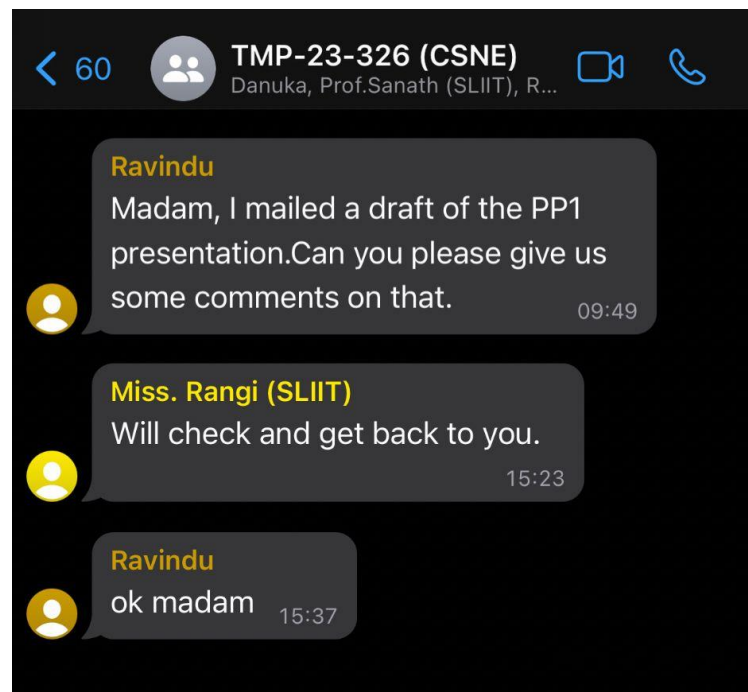 60
TMP-23-326 (CSNE)
Danuka, Prof.Sanath (SLIIT), R...
Ravindu
Madam, I mailed a draft of the PP1
presentation.Can you please give us
some comments on that.
09:49
Miss. Rangi (SLIIT)
Will check and get back to you.
15:23
Ravindu
ok madam 15:37